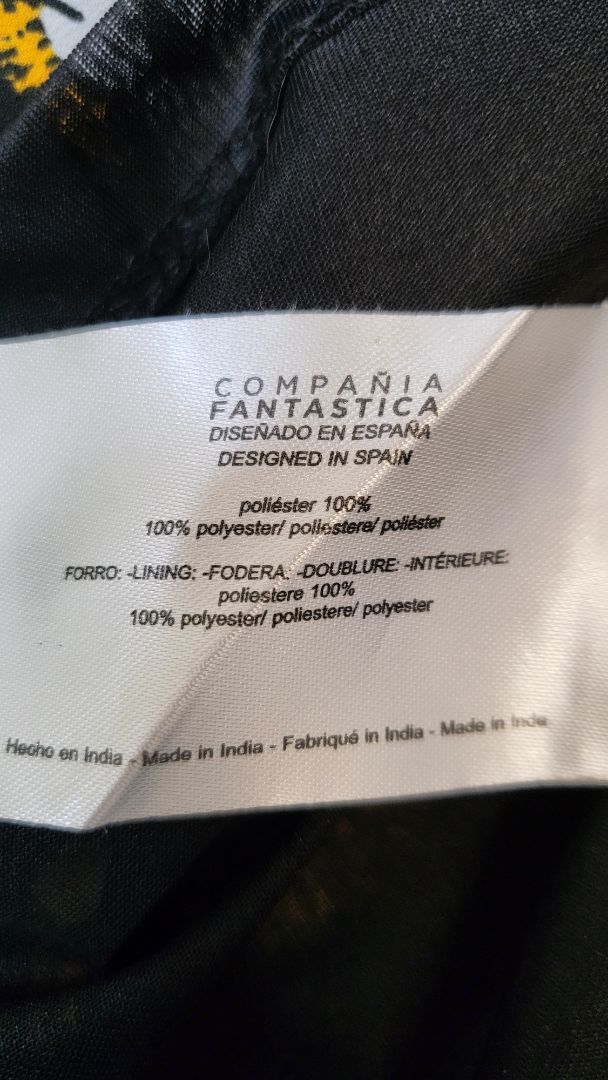 COMPAÑIA
FANTASTICA
DISEÑADO EN ESPAÑA
DESIGNED IN SPAIN
poliéster 100%
100% polyester/ poliestere/ poliéster
FORRO: -LINING: -FODERA: -DOUBLURE: -INTÉRIEURE:
poliestere 100%
100% polyester/ poliestere/ polyester
Hecho en India - Made in India - Fabriqué in India - Made in